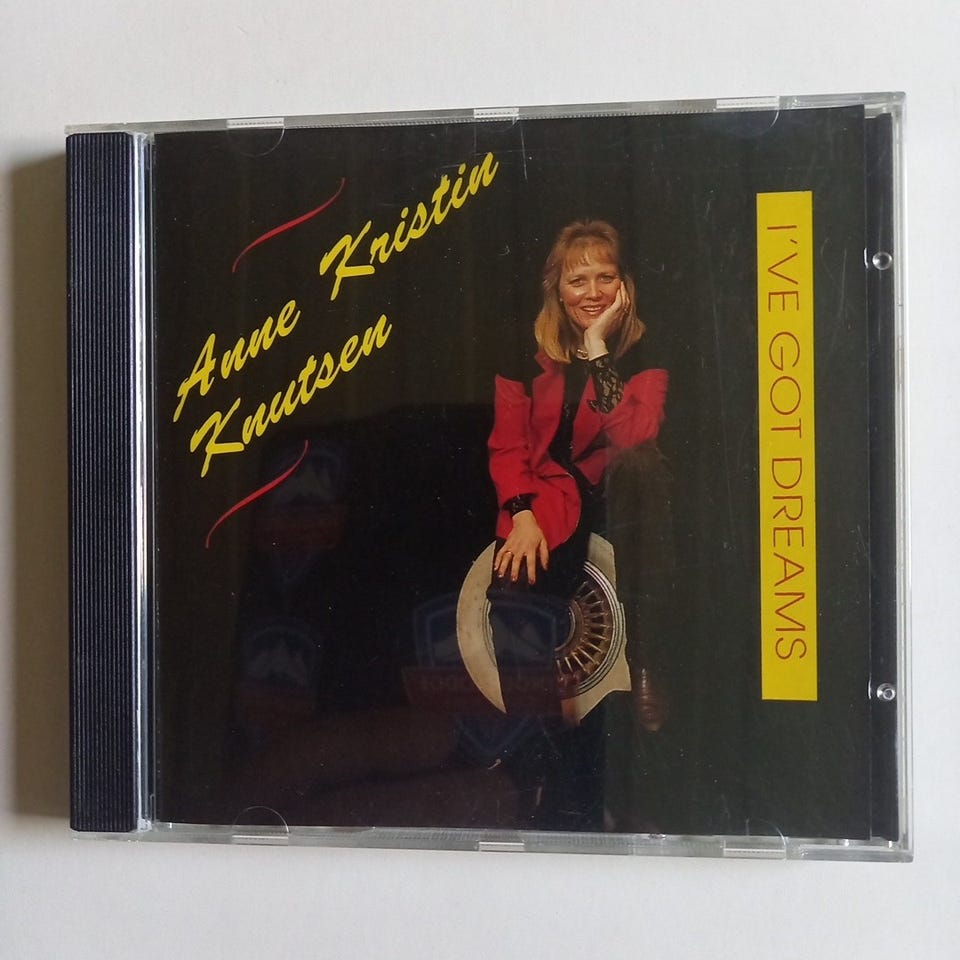 Anne Kristin
Knutsen
I'VE GOT DREAMS